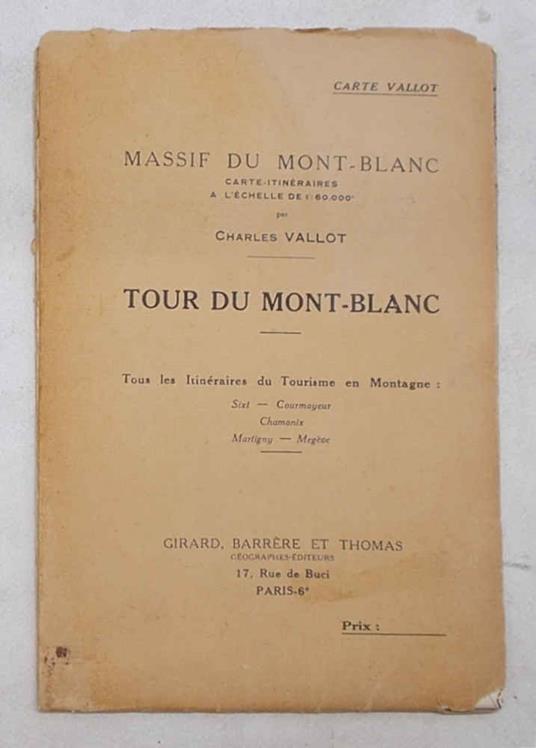 CARTE VALLOT
MASSIF DU MONT-BLANC
CARTE-ITINÉRAIRES
A L'ÉCHELLE DE 1:60.000e
par
CHARLES VALLOT
TOUR DU MONT-BLANC
Tous les Itinéraires du Tourisme en Montagne :
Sixt — Courmayeur
Chamonix
Martigny — Megève
GIRARD, BARRÈRE ET THOMAS
GÉOGRAPHES-ÉDITEURS
17, Rue de Buci
PARIS-6e
Prix :